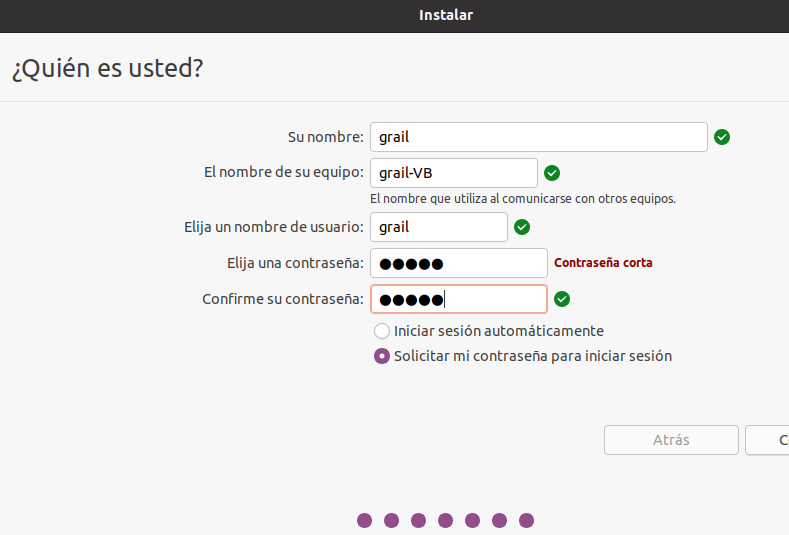 Instalar
¿Quién es usted?
Su nombre: grail
El nombre de su equipo: grail-VB
El nombre que utiliza al comunicarse con otros equipos.
Elija un nombre de usuario: grail
Elija una contraseña: ●●●●● Contraseña corta
Confirme su contraseña: ●●●●●
Iniciar sesión automáticamente
Solicitar mi contraseña para iniciar sesión
Atrás